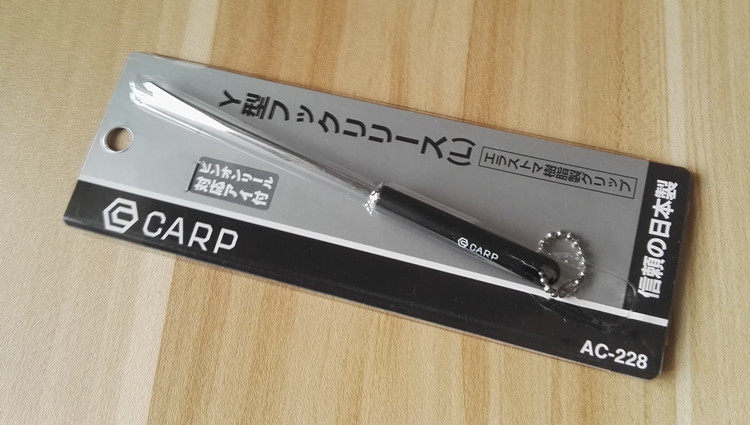 Y型フックリリース(L)
エラストマ樹脂製グリップ
ピンオンリール
対応アイ付
CARP
CARP
信頼の日本製
AC-228